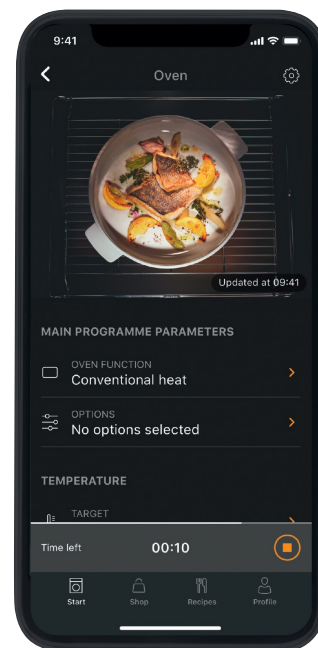 9:41
Oven
Updated at 09:41
MAIN PROGRAMME PARAMETERS
OVEN FUNCTION
Conventional heat
OPTIONS
No options selected
TEMPERATURE
TARGET
Time left
00:10
Start
Shop
Recipes
Profile